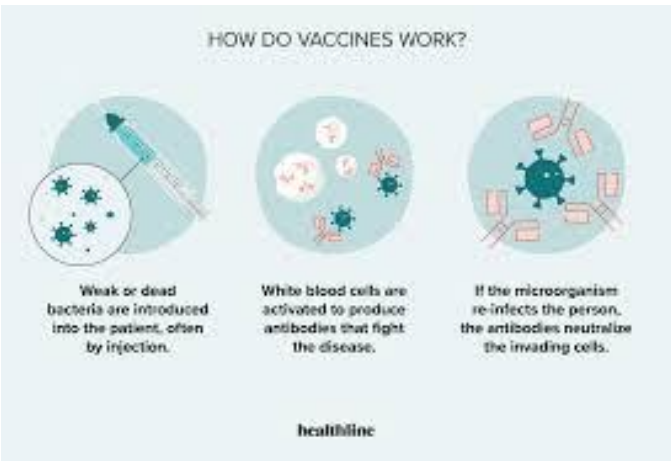 HOW DO VACCINES WORK?
Weak or dead
bacteria are introduced
into the patient, often
by injection.
White blood cells are
activated to produce
antibodies that fight
the disease.
If the microorganism
re-infects the person,
the antibodies neutralize
the invading cells.
healthline